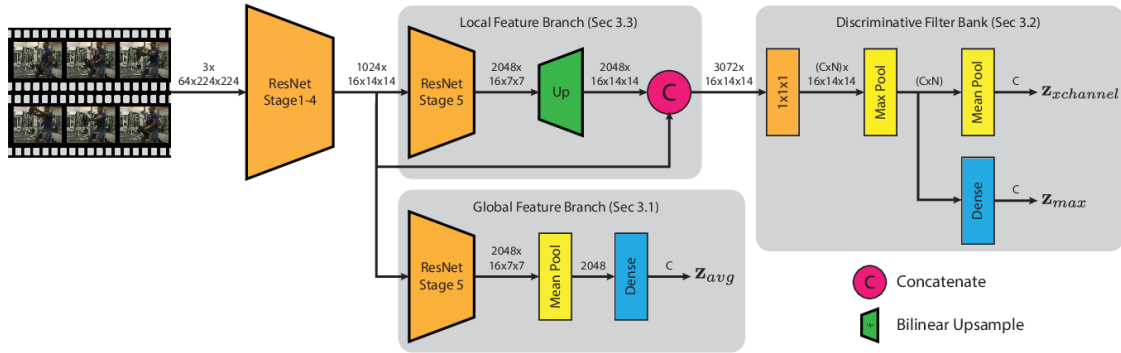 Local Feature Branch (Sec 3.3)
Discriminative Filter Bank (Sec 3.2)
3x
64x224x224
ResNet
Stage1-4
1024x
16x14x14
ResNet
Stage 5
2048x
16x7x7
Up
2048x
16x14x14
C
3072x
16x14x14
1x1x1
(CxN)x
16x14x14
Max Pool
(CxN)
Mean Pool
C
z_xchannel
Dense
C
z_max
Global Feature Branch (Sec 3.1)
ResNet
Stage 5
2048x
16x7x7
Mean Pool
2048
Dense
C
z_avg
C Concatenate
Up Bilinear Upsample